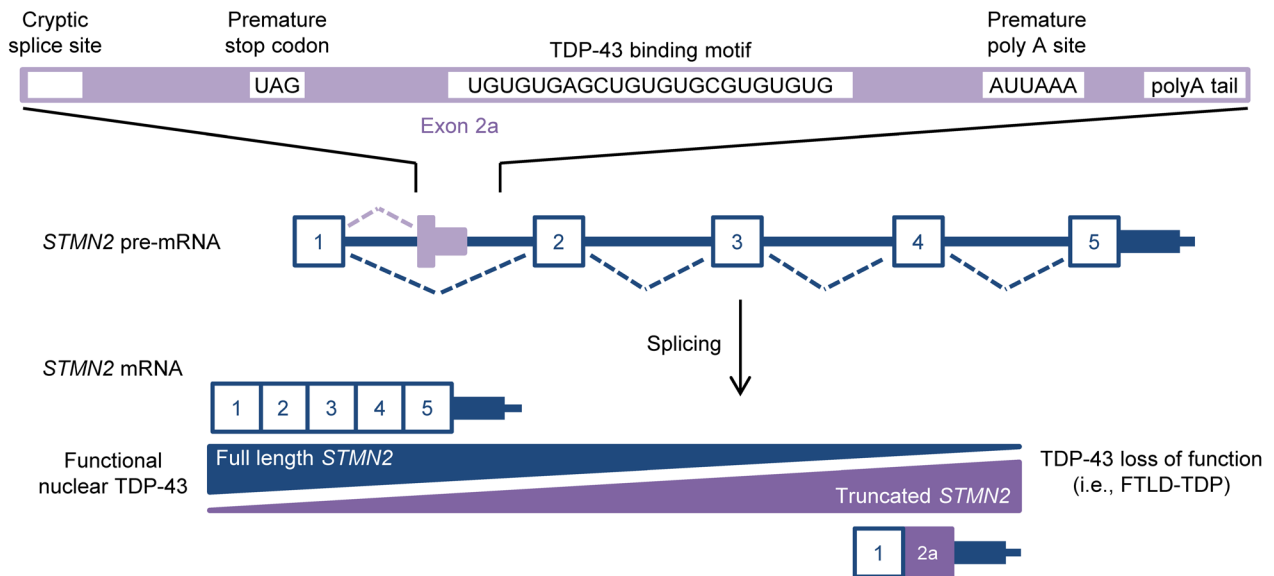 Cryptic
splice site
Premature
stop codon
TDP-43 binding motif
Premature
poly A site
UAG
UGUGUGAGCUGUGUGCGUGUGUG
AUUAAA
polyA tail
Exon 2a
STMN2 pre-mRNA
1
2
3
4
5
Splicing
STMN2 mRNA
1
2
3
4
5
Functional
nuclear TDP-43
Full length STMN2
Truncated STMN2
TDP-43 loss of function
(i.e., FTLD-TDP)
1
2a